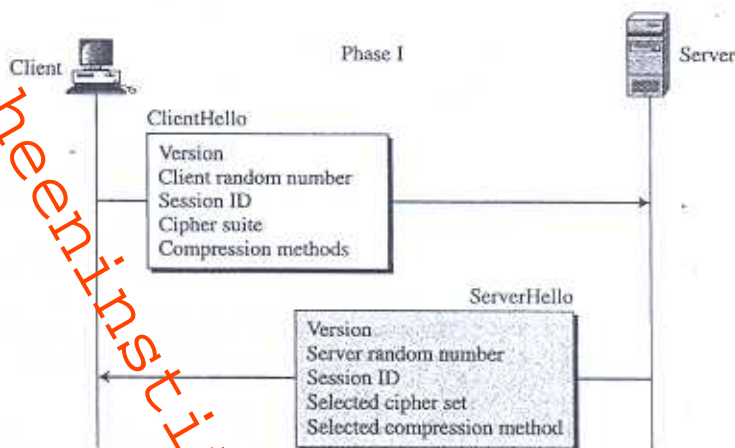 Phase I
Client
Server
ClientHello
Version
Client random number
Session ID
Cipher suite
Compression methods
ServerHello
Version
Server random number
Session ID
Selected cipher set
Selected compression method
heeninsti